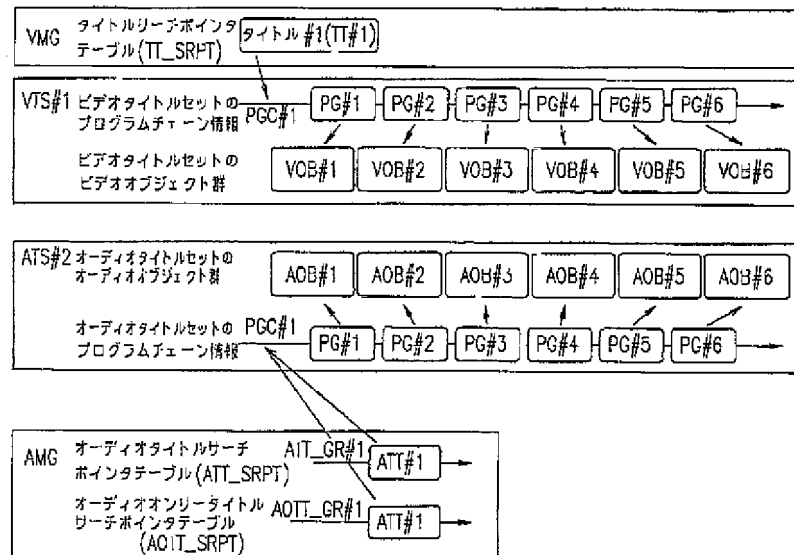 VMG タイトルサーチポインタ
テーブル(TT_SRPT)
タイトル#1(TT#1)
VTS#1 ビデオタイトルセットの
プログラムチェーン情報
PGC#1
PG#1 PG#2 PG#3 PG#4 PG#5 PG#6
ビデオタイトルセットの
ビデオオブジェクト群
VOB#1 VOB#2 VOB#3 VOB#4 VOB#5 VOB#6
ATS#2 オーディオタイトルセットの
オーディオオブジェクト群
AOB#1 AOB#2 AOB#3 AOB#4 AOB#5 AOB#6
オーディオタイトルセットの
プログラムチェーン情報
PGC#1
PG#1 PG#2 PG#3 PG#4 PG#5 PG#6
AMG オーディオタイトルサーチ
ポインタテーブル(ATT_SRPT)
ATT_GR#1
ATT#1
オーディオオンリータイトル
サーチポインタテーブル
(AOTT_SRPT)
AOTT_GR#1
ATT#1